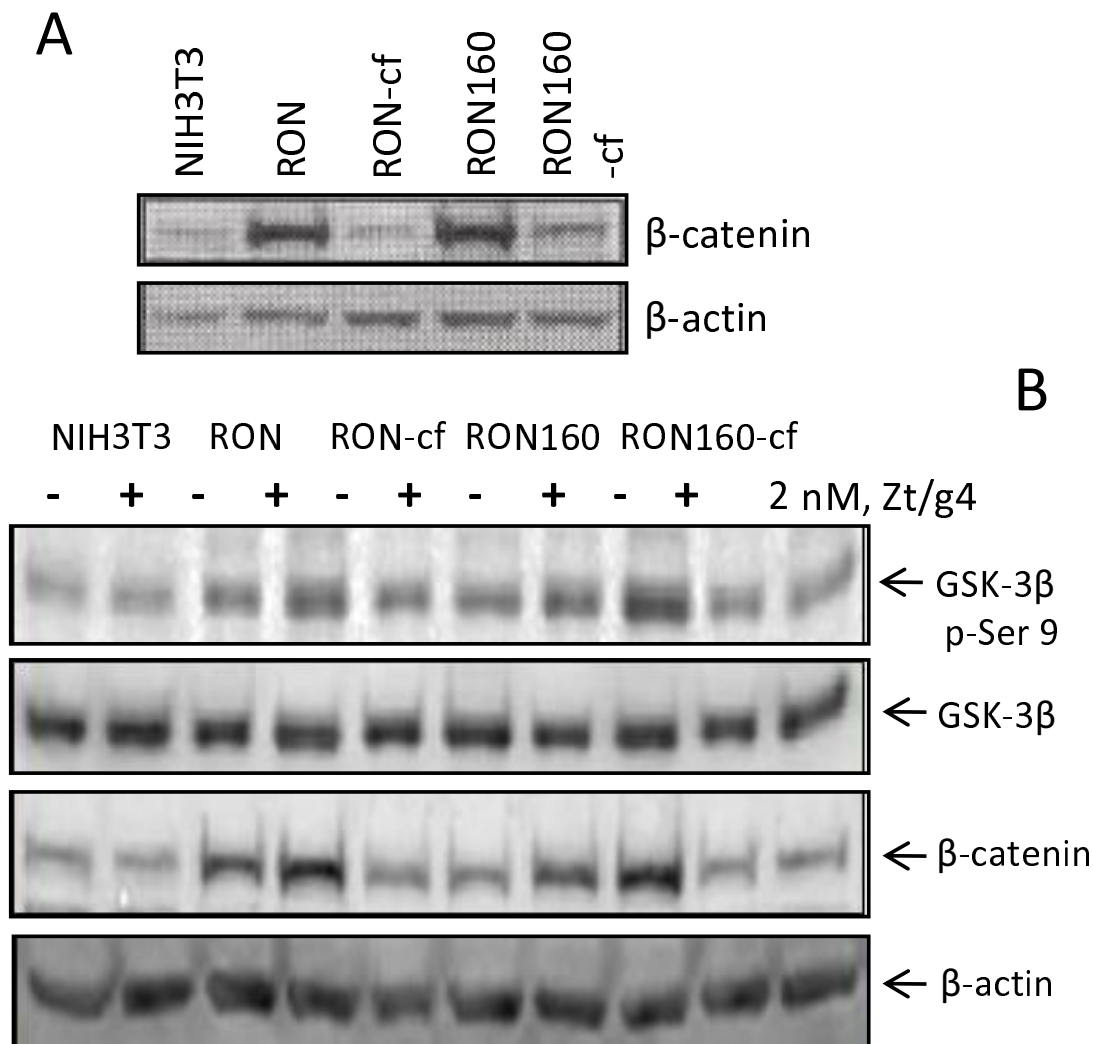 A
NIH3T3
RON
RON-cf
RON160
RON160
-cf
β-catenin
β-actin
B
NIH3T3 RON RON-cf RON160 RON160-cf
- + - + - + - + - + 2 nM, Zt/g4
GSK-3β
p-Ser 9
GSK-3β
β-catenin
β-actin